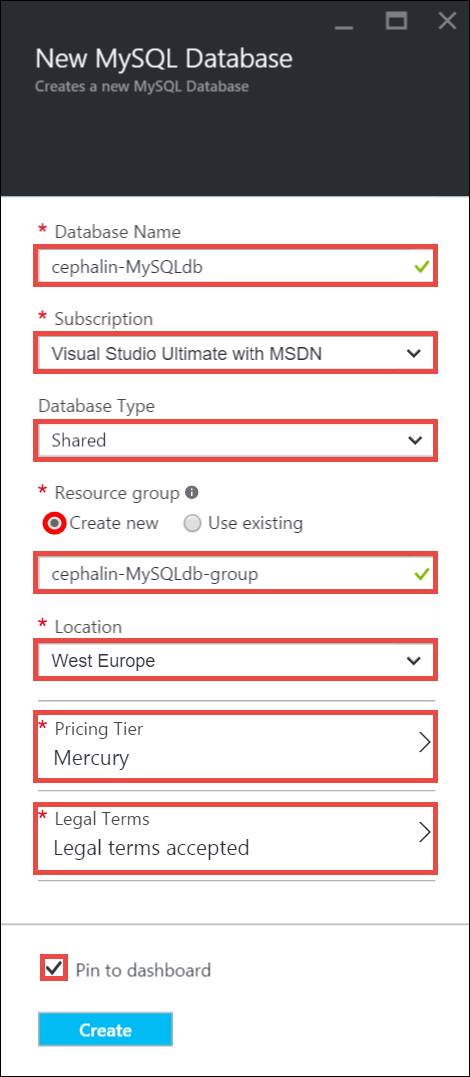 New MySQL Database
Creates a new MySQL Database
* Database Name
cephalin-MySQLdb
* Subscription
Visual Studio Ultimate with MSDN
Database Type
Shared
* Resource group
Create new Use existing
cephalin-MySQLdb-group
* Location
West Europe
* Pricing Tier
Mercury
* Legal Terms
Legal terms accepted
Pin to dashboard
Create